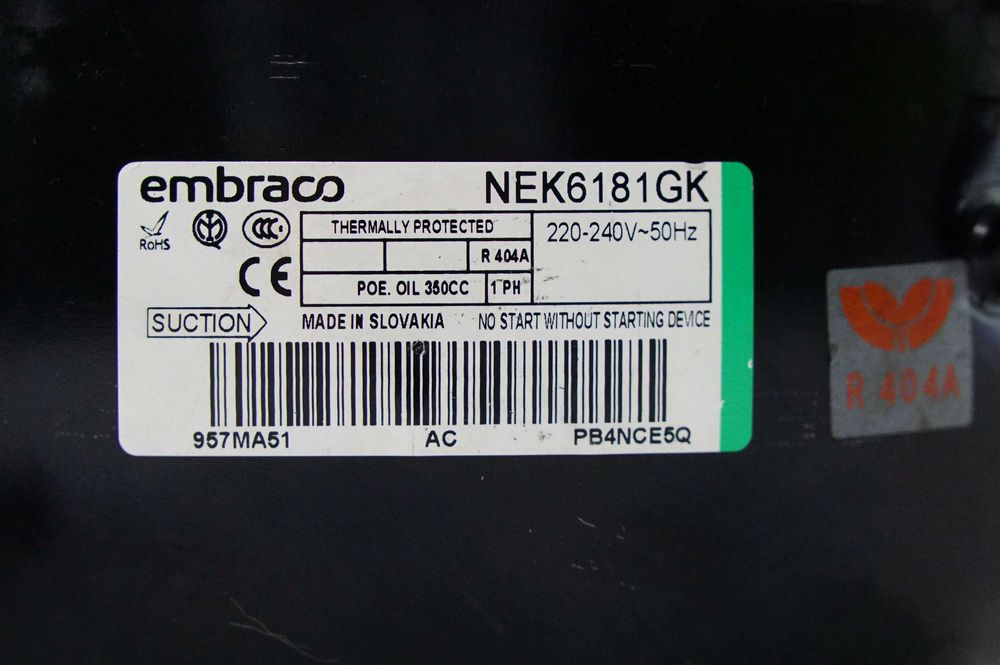 embraco NEK6181GK
RoHS
CCC
CE
THERMALLY PROTECTED
220-240V~50Hz
R 404A
POE. OIL 350CC
1 PH
SUCTION
MADE IN SLOVAKIA
NO START WITHOUT STARTING DEVICE
957MA51 AC PB4NCE5Q
R 404A